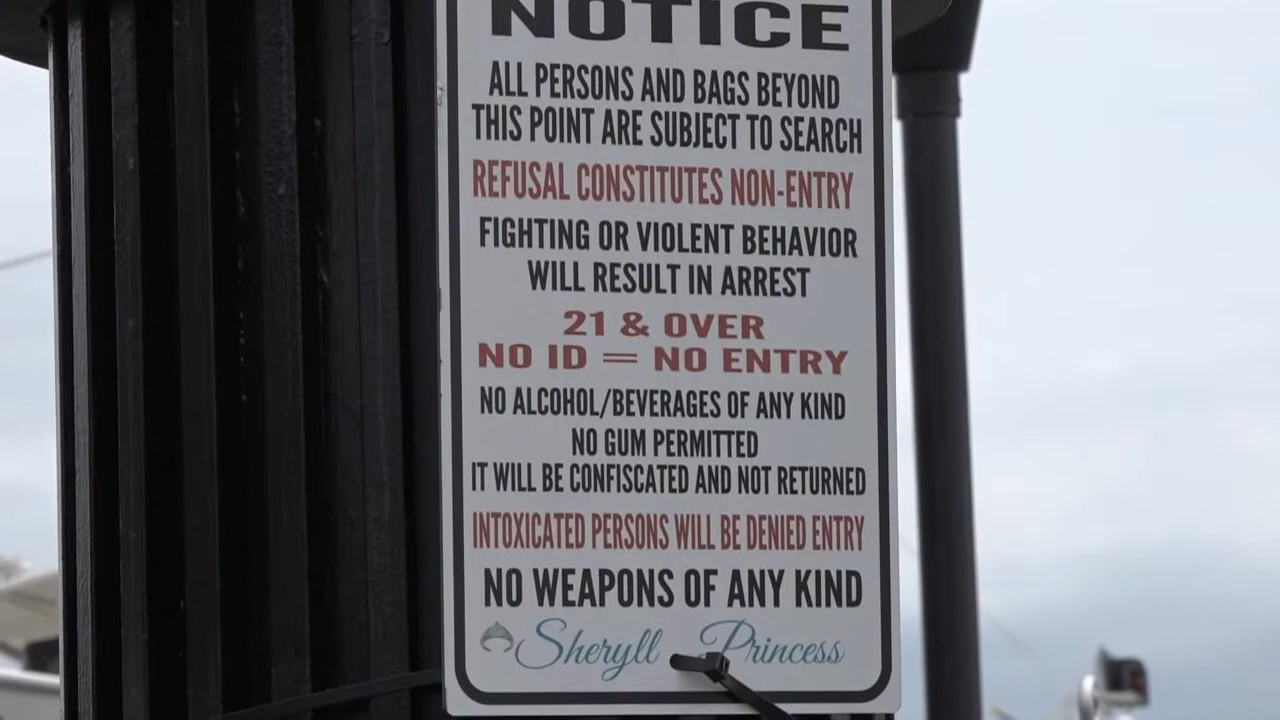 NOTICE
ALL PERSONS AND BAGS BEYOND
THIS POINT ARE SUBJECT TO SEARCH
REFUSAL CONSTITUTES NON-ENTRY
FIGHTING OR VIOLENT BEHAVIOR
WILL RESULT IN ARREST
21 & OVER
NO ID = NO ENTRY
NO ALCOHOL/BEVERAGES OF ANY KIND
NO GUM PERMITTED
IT WILL BE CONFISCATED AND NOT RETURNED
INTOXICATED PERSONS WILL BE DENIED ENTRY
NO WEAPONS OF ANY KIND
Sheryll Princess